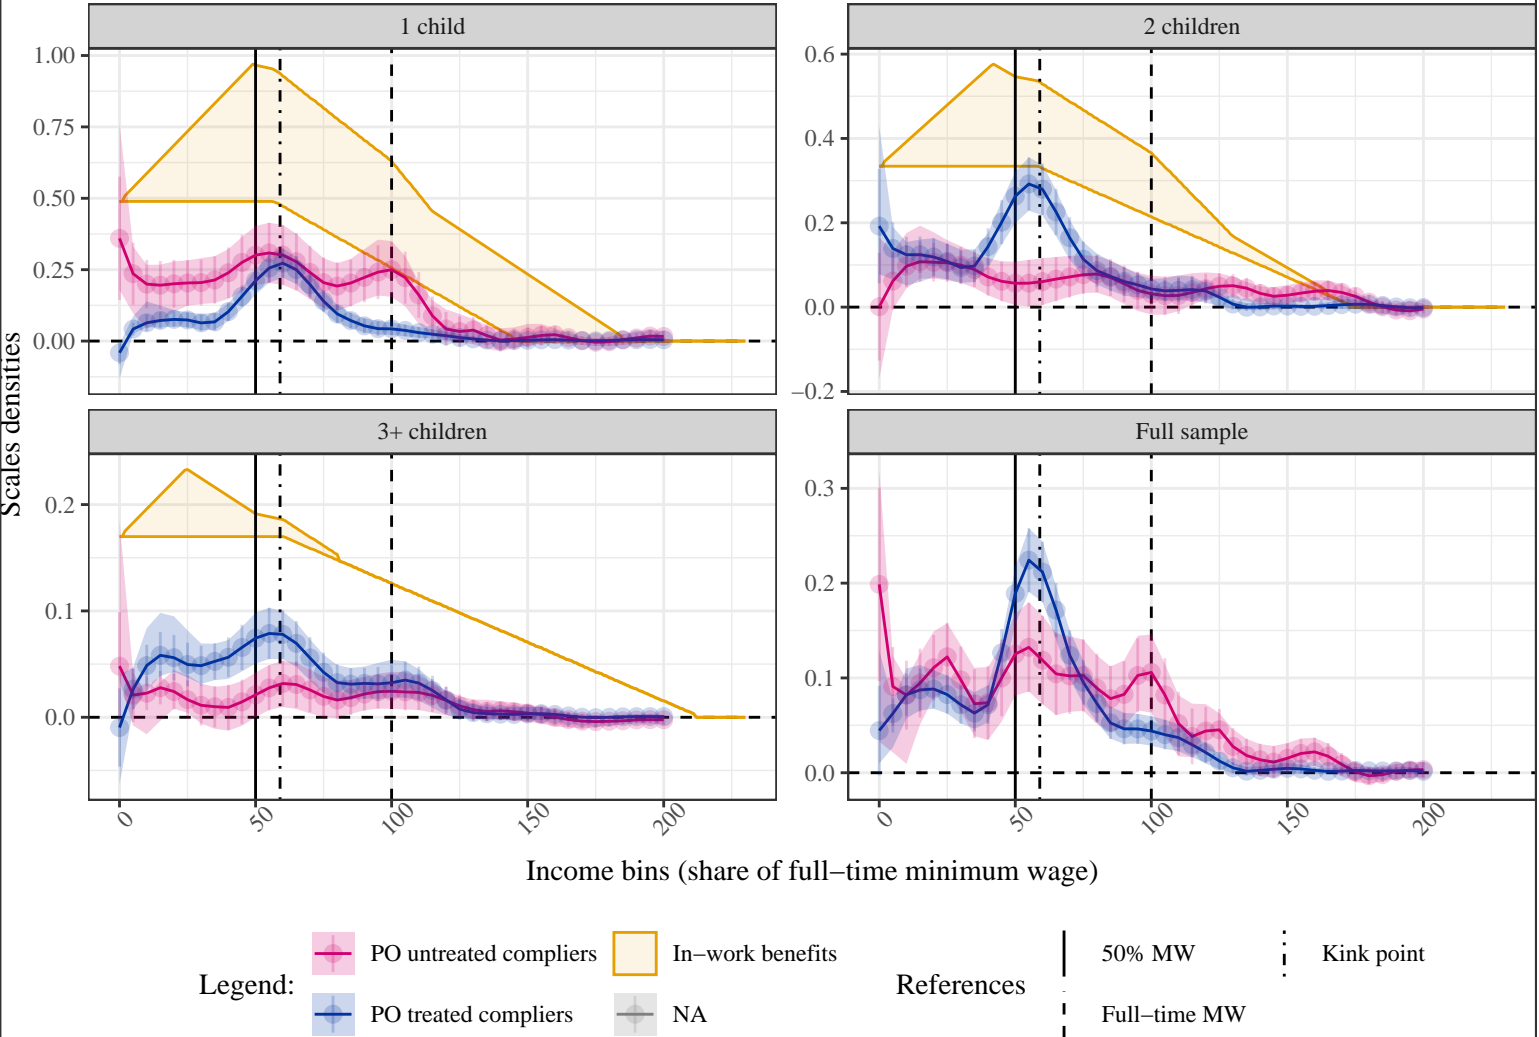 1 child
2 children
1.00
0.75
0.50
0.25
0.00
0.6
0.4
0.2
0.0
−0.2
3+ children
Full sample
0.2
0.1
0.0
0.3
0.2
0.1
0.0
Scales densities
0
50
100
150
200
0
50
100
150
200
Income bins (share of full−time minimum wage)
Legend:
PO untreated compliers
In−work benefits
PO treated compliers
NA
References
50% MW
Kink point
Full−time MW